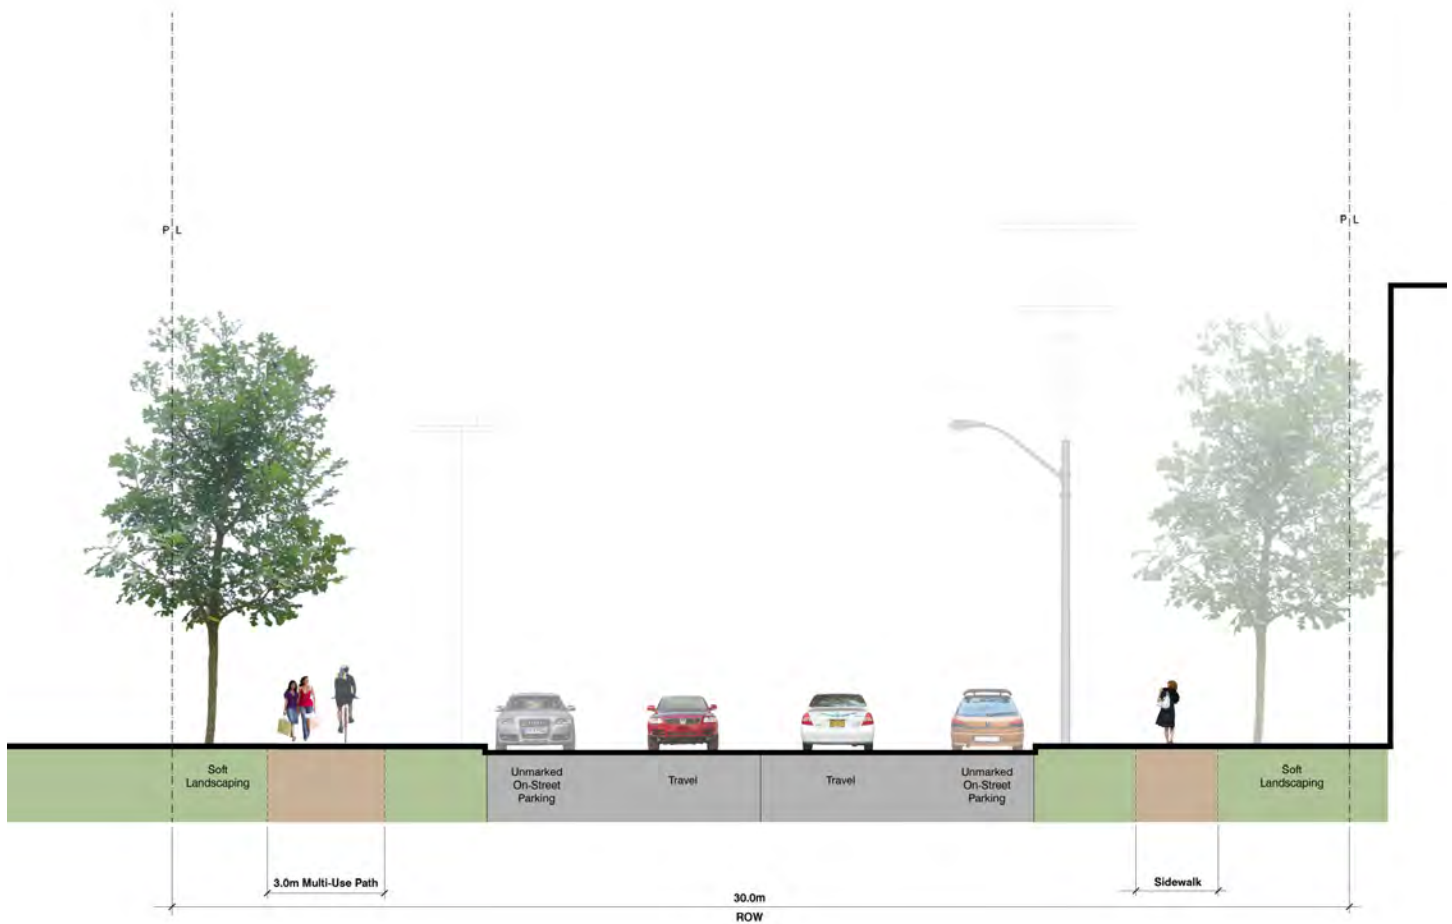 P L
P L
Soft
Landscaping
Unmarked
On-Street
Parking
Travel
Travel
Unmarked
On-Street
Parking
Soft
Landscaping
3.0m Multi-Use Path
Sidewalk
30.0m
ROW